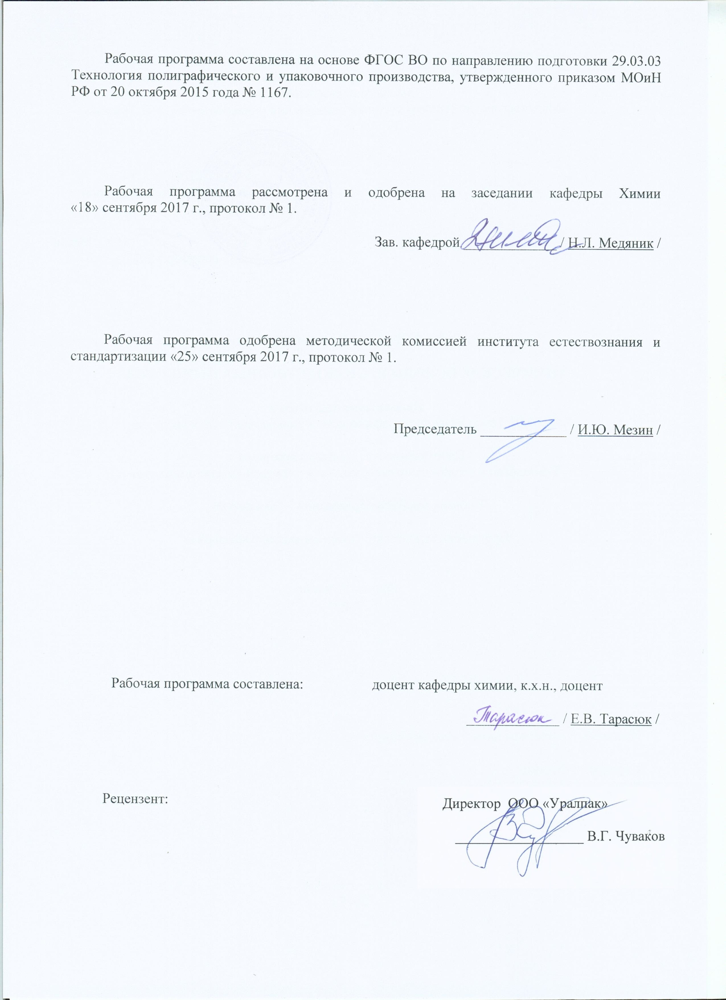 Рабочая программа составлена на основе ФГОС ВО по направлению подготовки 29.03.03
Технология полиграфического и упаковочного производства, утвержденного приказом МОиН
РФ от 20 октября 2015 года № 1167.
Рабочая программа рассмотрена и одобрена на заседании кафедры Химии
«18» сентября 2017 г., протокол № 1.
Зав. кафедрой / Н.Л. Медяник /
Рабочая программа одобрена методической комиссией института естествознания и
стандартизации «25» сентября 2017 г., протокол № 1.
Председатель ____________ / И.Ю. Мезин /
Рабочая программа составлена: доцент кафедры химии, к.х.н., доцент
Тарасюк / Е.В. Тарасюк /
Рецензент: Директор ООО «Уралпак»
__________________ В.Г. Чуваков